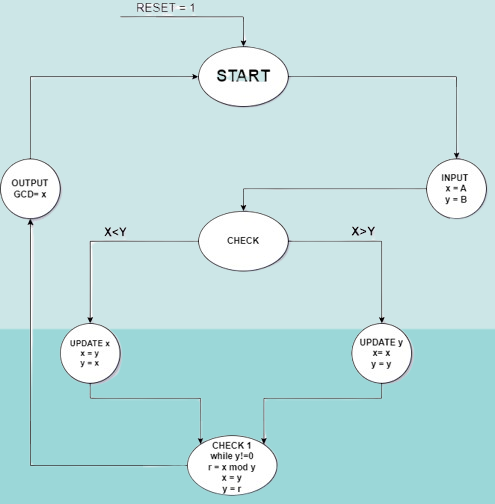 RESET = 1
START
INPUT
x = A
y = B
OUTPUT
GCD= x
CHECK
X<Y
X>Y
UPDATE x
x = y
y = x
UPDATE y
x= x
y = y
CHECK 1
while y!=0
r = x mod y
x = y
y = r